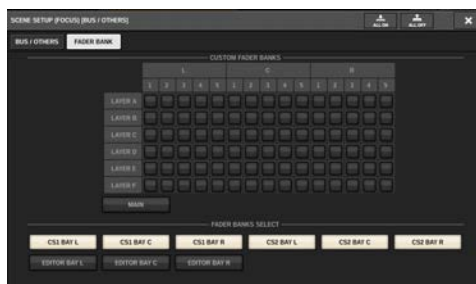 SCENE SETUP (FOCUS) [BUS / OTHERS]
ALL ON
ALL OFF
BUS / OTHERS
FADER BANK
CUSTOM FADER BANKS
L C R
1 2 3 4 5 1 2 3 4 5 1 2 3 4 5
LAYER A
LAYER B
LAYER C
LAYER D
LAYER E
LAYER F
MAIN
FADER BANKS SELECT
CS1 BAY L CS1 BAY C CS1 BAY R CS2 BAY L CS2 BAY C CS2 BAY R
EDITOR BAY L EDITOR BAY C EDITOR BAY R